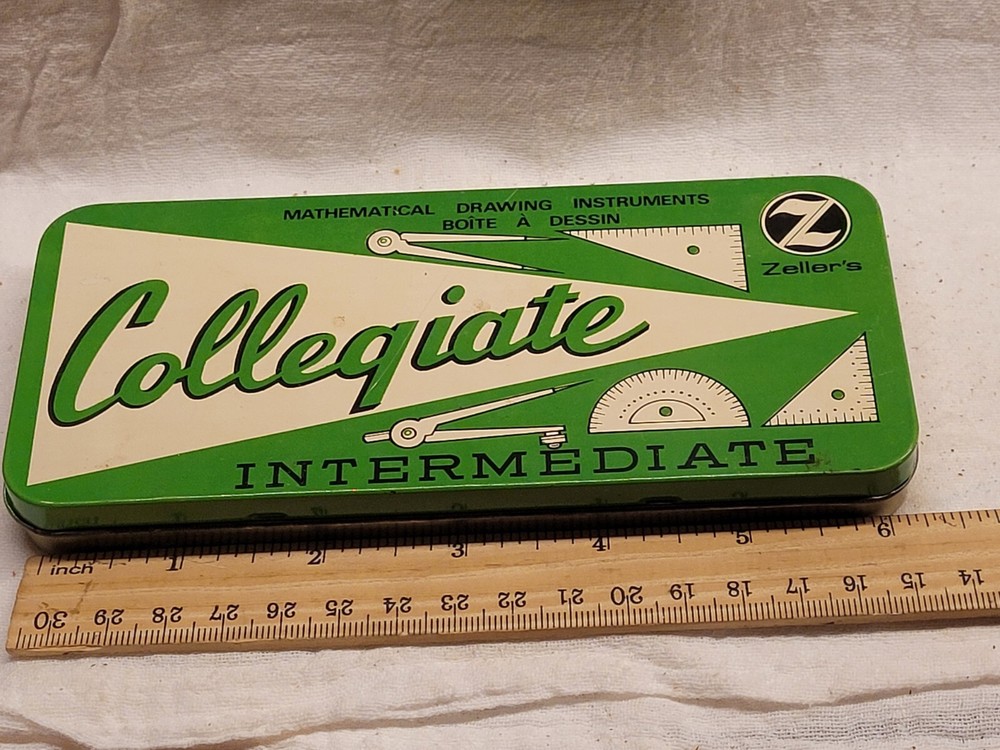 MATHEMATICAL DRAWING INSTRUMENTS
BOÎTE À DESSIN
Z
Zeller's
Collegiate
INTERMEDIATE
inch 1 2 3 4 5 6
30 29 28 27 26 25 24 23 22 21 20 19 18 17 16 15 14